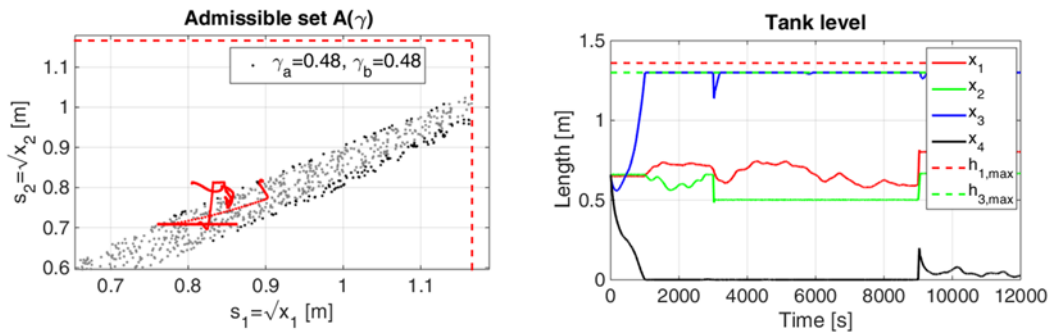 Admissible set A(γ)
γa=0.48, γb=0.48
1.1
1
0.9
0.8
0.7
0.6
s2=√x2 [m]
0.7
0.8
0.9
1
1.1
s1=√x1 [m]
Tank level
1.5
1
0.5
0
Length [m]
x1
x2
x3
x4
h1,max
h3,max
0
2000
4000
6000
8000
10000
12000
Time [s]